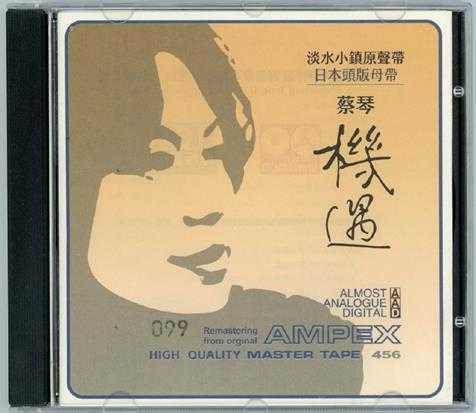 淡水小鎮原聲帶
日本頭版母帶
蔡琴
機遇
ALMOST
ANALOGUE
DIGITAL
A
A
D
099
Remastering
from orginal
AMPEX
HIGH QUALITY MASTER TAPE 456